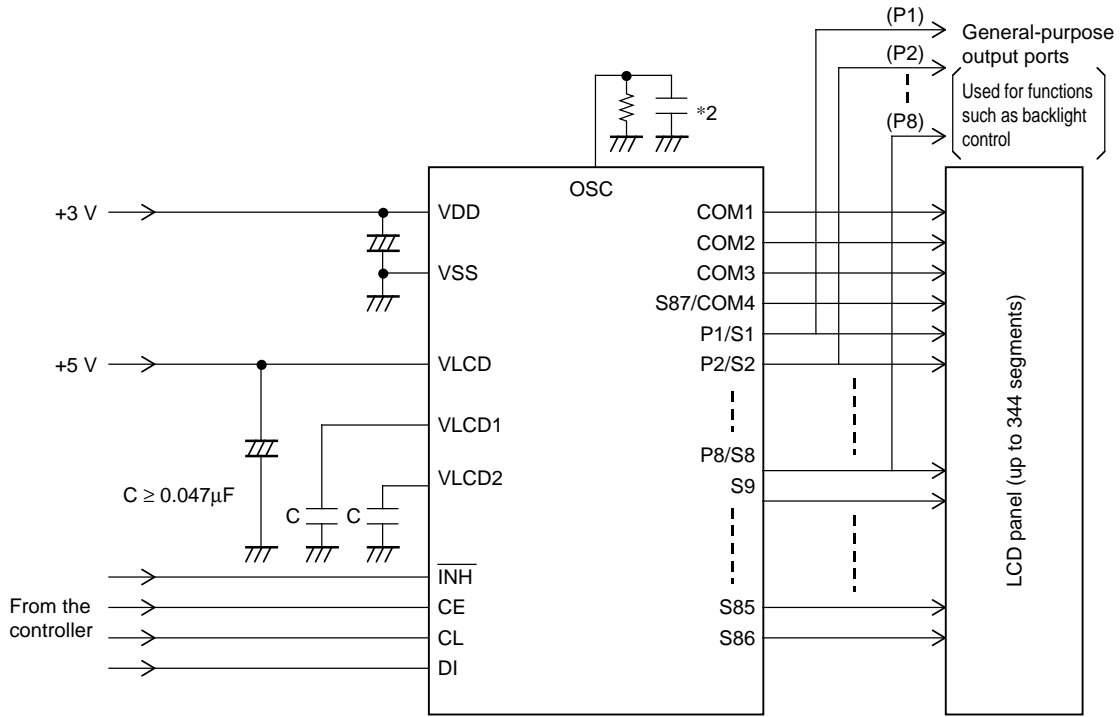 (P1)
General-purpose
output ports
(P2)
Used for functions
such as backlight
control
(P8)
*2
OSC
+3 V
VDD
VSS
+5 V
VLCD
VLCD1
VLCD2
C ≥ 0.047μF
C
C
From the
controller
INH
CE
CL
DI
COM1
COM2
COM3
S87/COM4
P1/S1
P2/S2
P8/S8
S9
S85
S86
LCD panel (up to 344 segments)